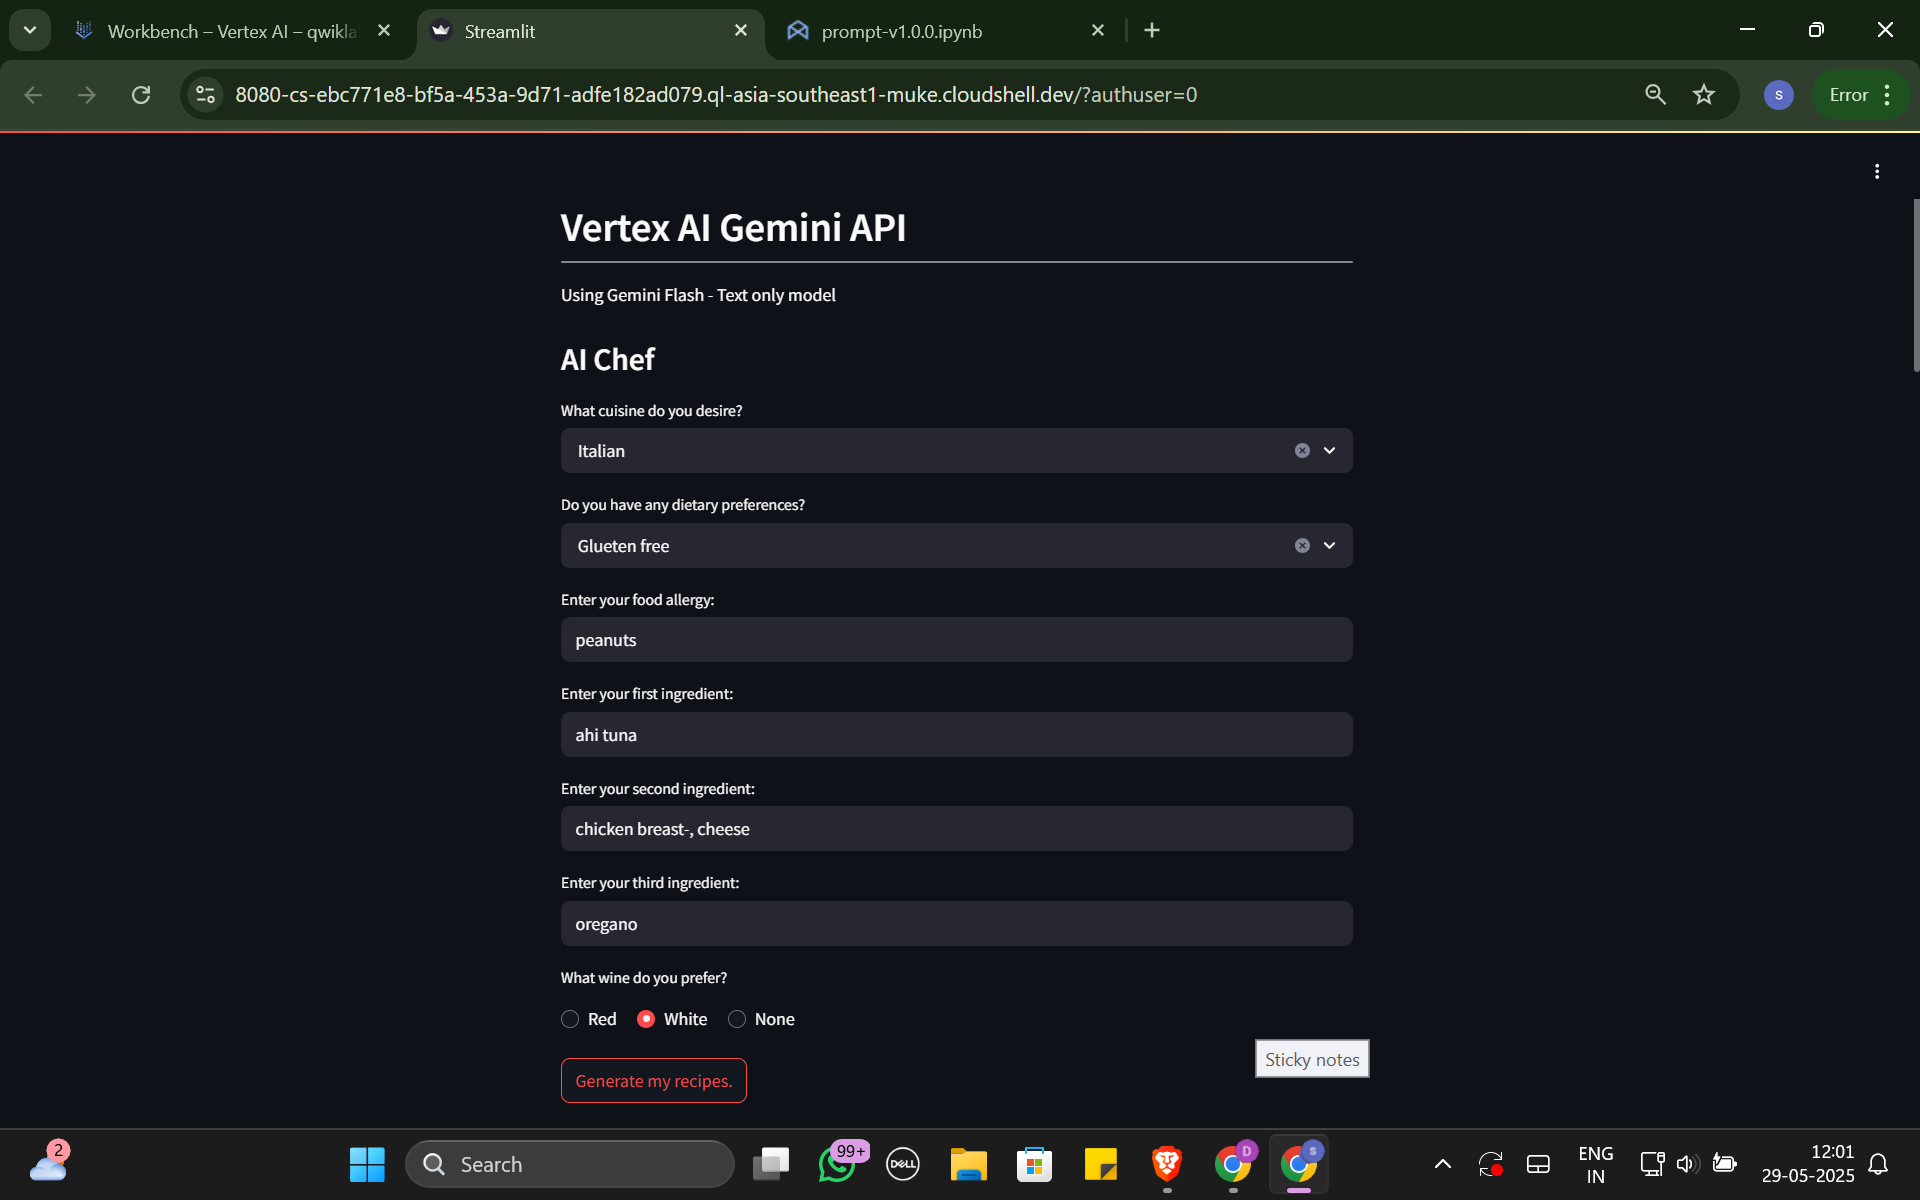 Workbench – Vertex AI – qwikla
Streamlit
prompt-v1.0.0.ipynb
8080-cs-ebc771e8-bf5a-453a-9d71-adfe182ad079.ql-asia-southeast1-muke.cloudshell.dev/?authuser=0
S
Error
Vertex AI Gemini API
Using Gemini Flash - Text only model
AI Chef
What cuisine do you desire?
Italian
Do you have any dietary preferences?
Glueten free
Enter your food allergy:
peanuts
Enter your first ingredient:
ahi tuna
Enter your second ingredient:
chicken breast-, cheese
Enter your third ingredient:
oregano
What wine do you prefer?
Red White None
Generate my recipes.
Sticky notes
2
Search
99+
DELL
D
S
ENG
IN
12:01
29-05-2025